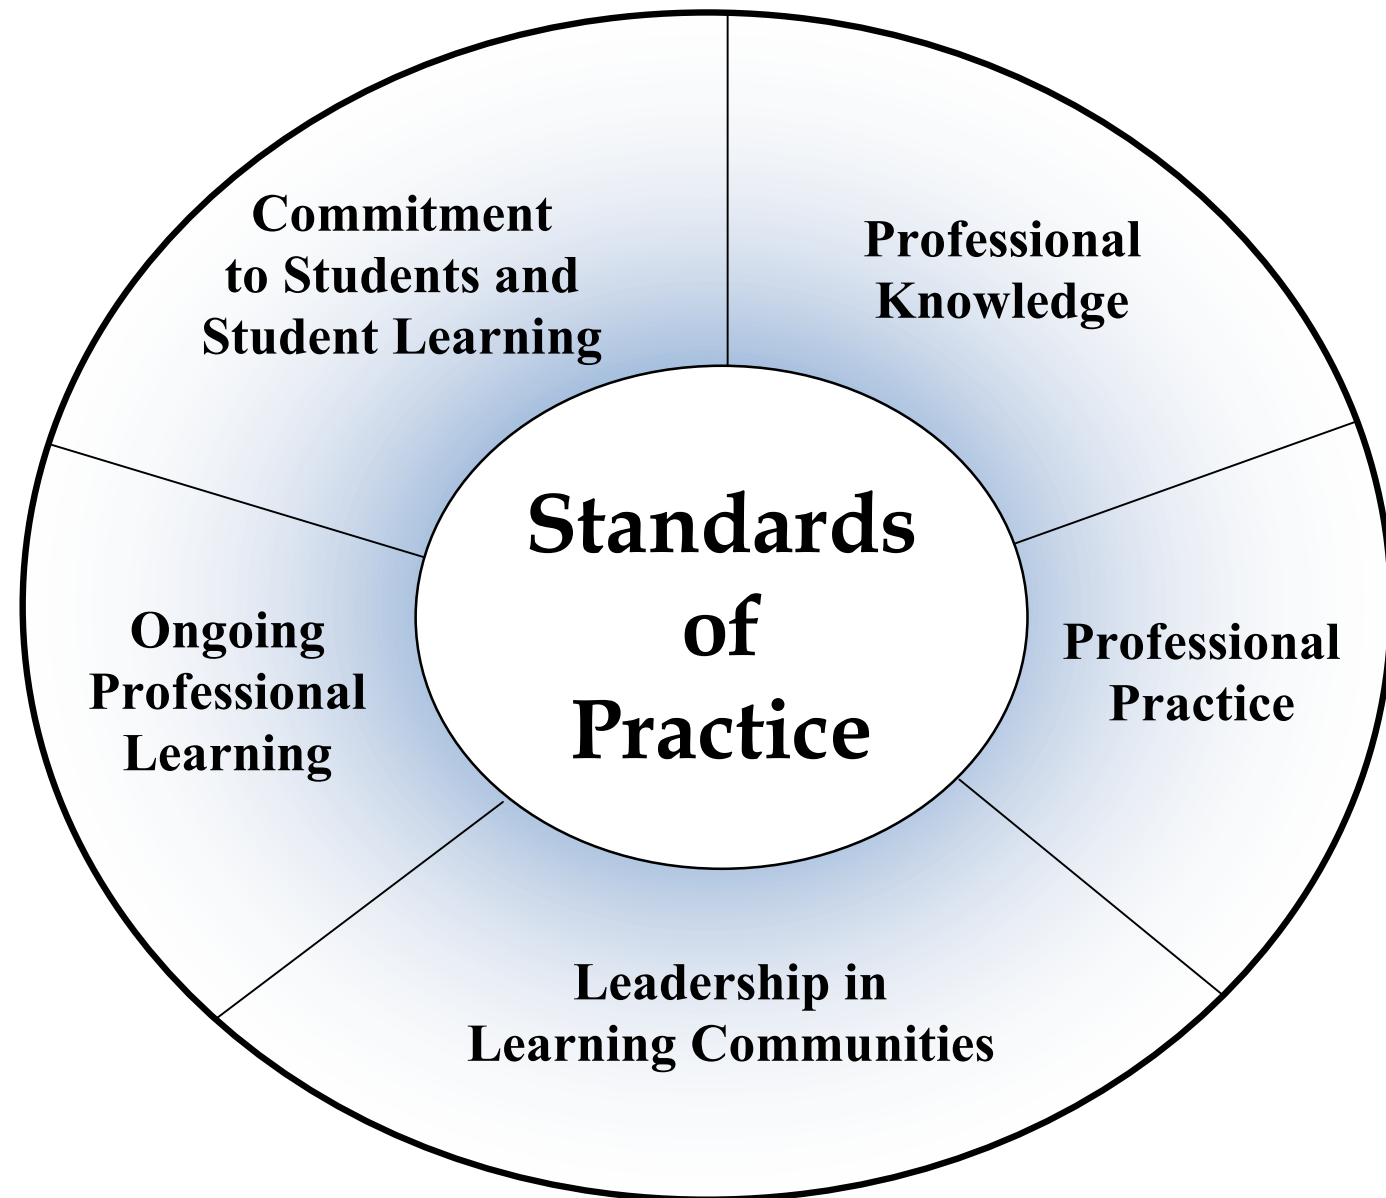 Commitment
to Students and
Student Learning
Professional
Knowledge
Standards
of
Practice
Ongoing
Professional
Learning
Professional
Practice
Leadership in
Learning Communities